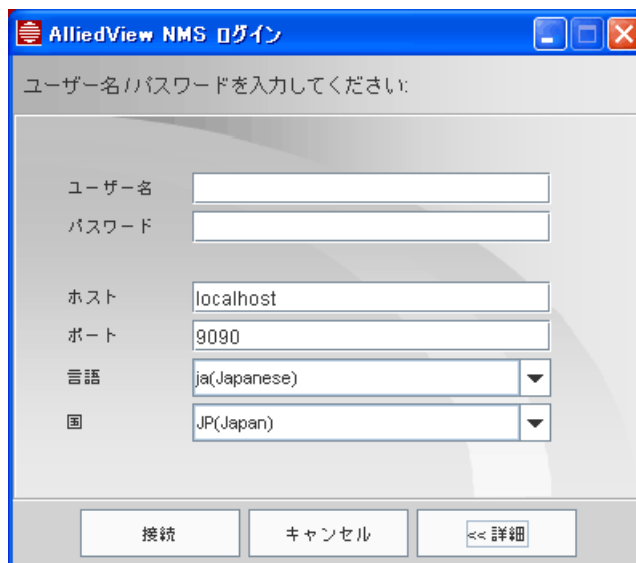 AlliedView NMS ログイン
ユーザー名/パスワードを入力してください:
ユーザー名
パスワード
ホスト localhost
ポート 9090
言語 ja(Japanese)
国 JP(Japan)
接続 キャンセル << 詳細